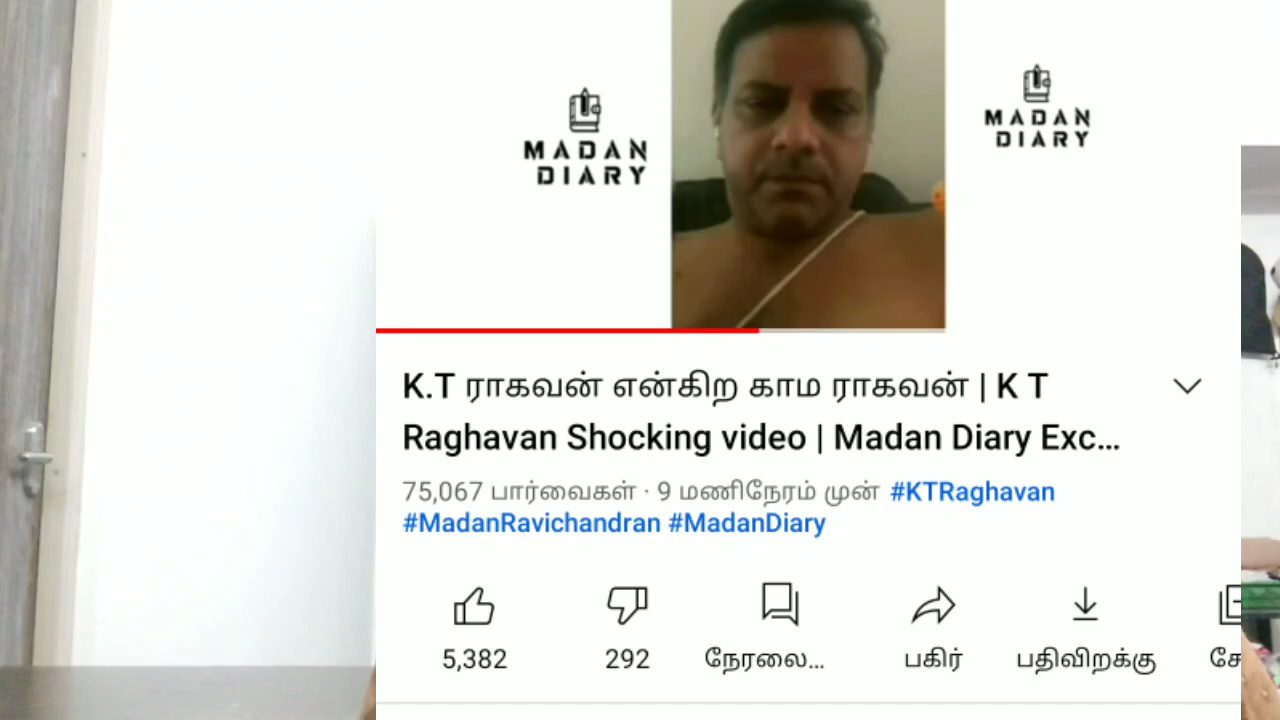 MADAN
DIARY
MADAN
DIARY
K.T ராகவன் என்கிற காம ராகவன் | K T
Raghavan Shocking video | Madan Diary Exc...
75,067 பார்வைகள் · 9 மணிநேரம் முன் #KTRaghavan
#MadanRavichandran #MadanDiary
5,382 292 நேரலை... பகிர் பதிவிறக்கு